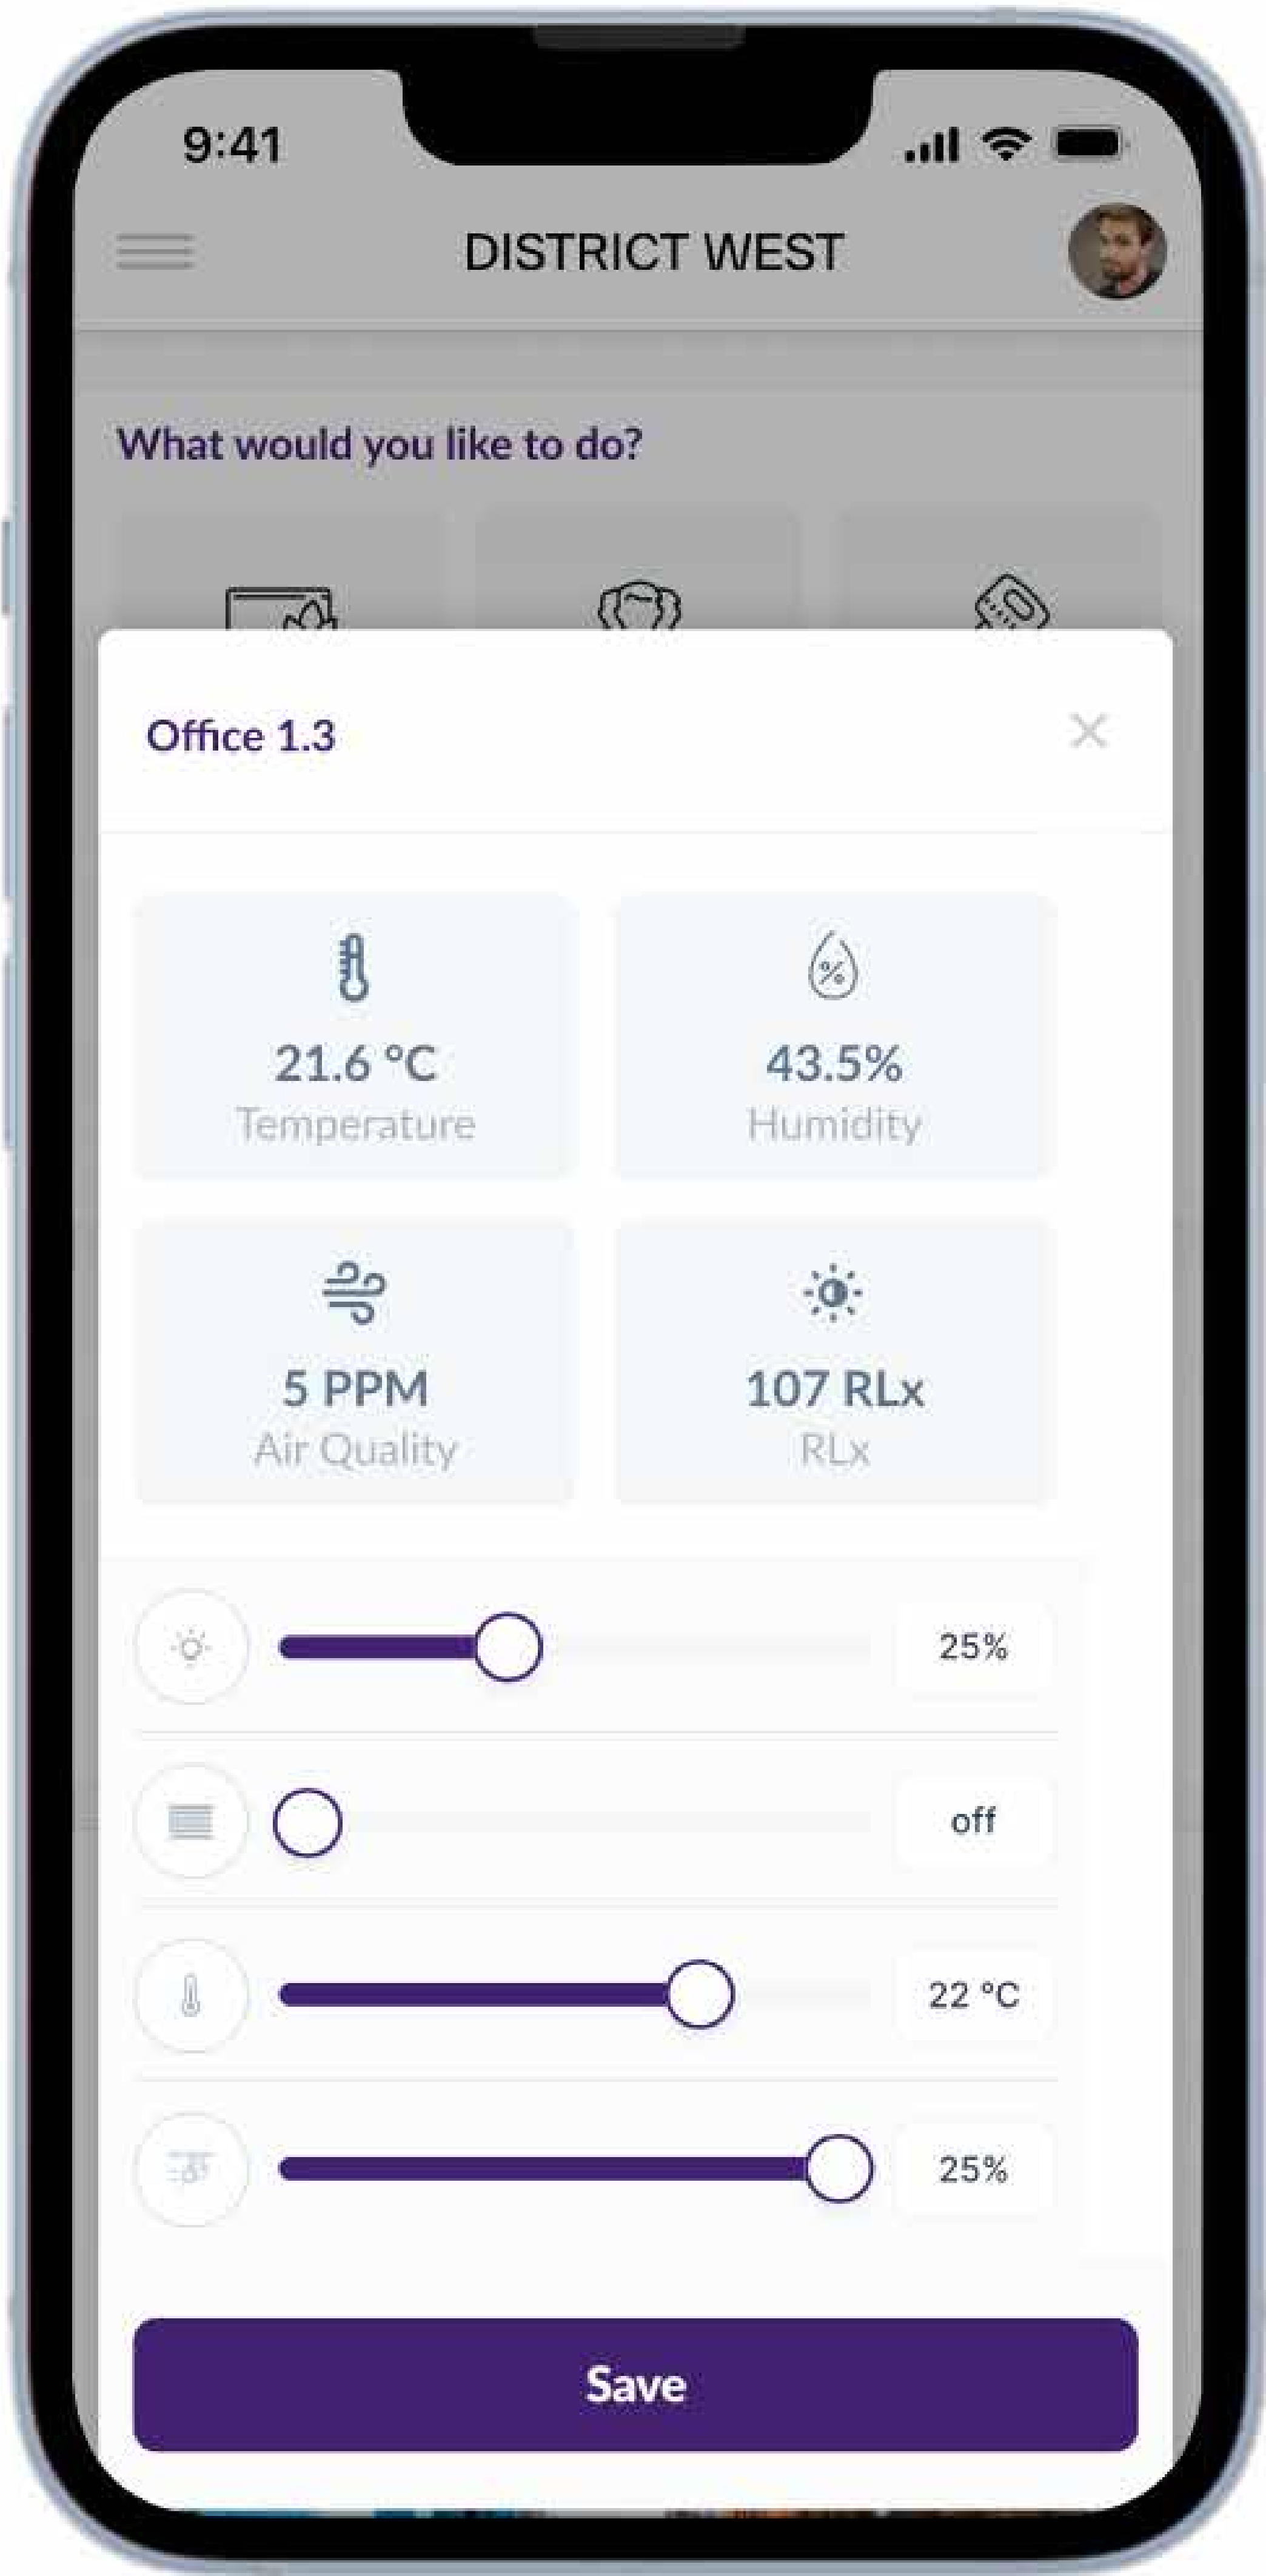 9:41
DISTRICT WEST
What would you like to do?
Office 1.3
21.6 °C
Temperature
43.5%
Humidity
5 PPM
Air Quality
107 RLx
RLx
25%
off
22 °C
25%
Save